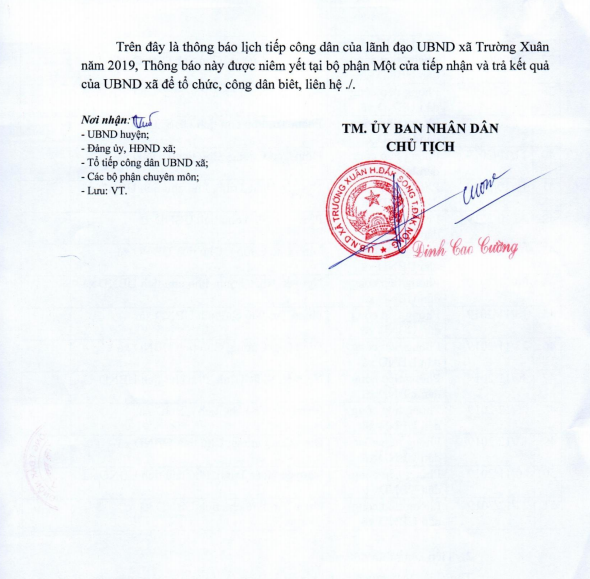 Trên đây là thông báo lịch tiếp công dân của lãnh đạo UBND xã Trường Xuân
năm 2019, Thông báo này được niêm yết tại bộ phận Một cửa tiếp nhận và trả kết quả
của UBND xã để tổ chức, công dân biêt, liên hệ ./.
Nơi nhận:
- UBND huyện;
- Đảng ủy, HĐND xã;
- Tổ tiếp công dân UBND xã;
- Các bộ phận chuyên môn;
- Lưu: VT.
TM. ỦY BAN NHÂN DÂN
CHỦ TỊCH
U.B.N.D XÃ TRƯỜNG XUÂN H.ĐẮK SONG T.ĐẮK NÔNG
Đinh Cao Cường